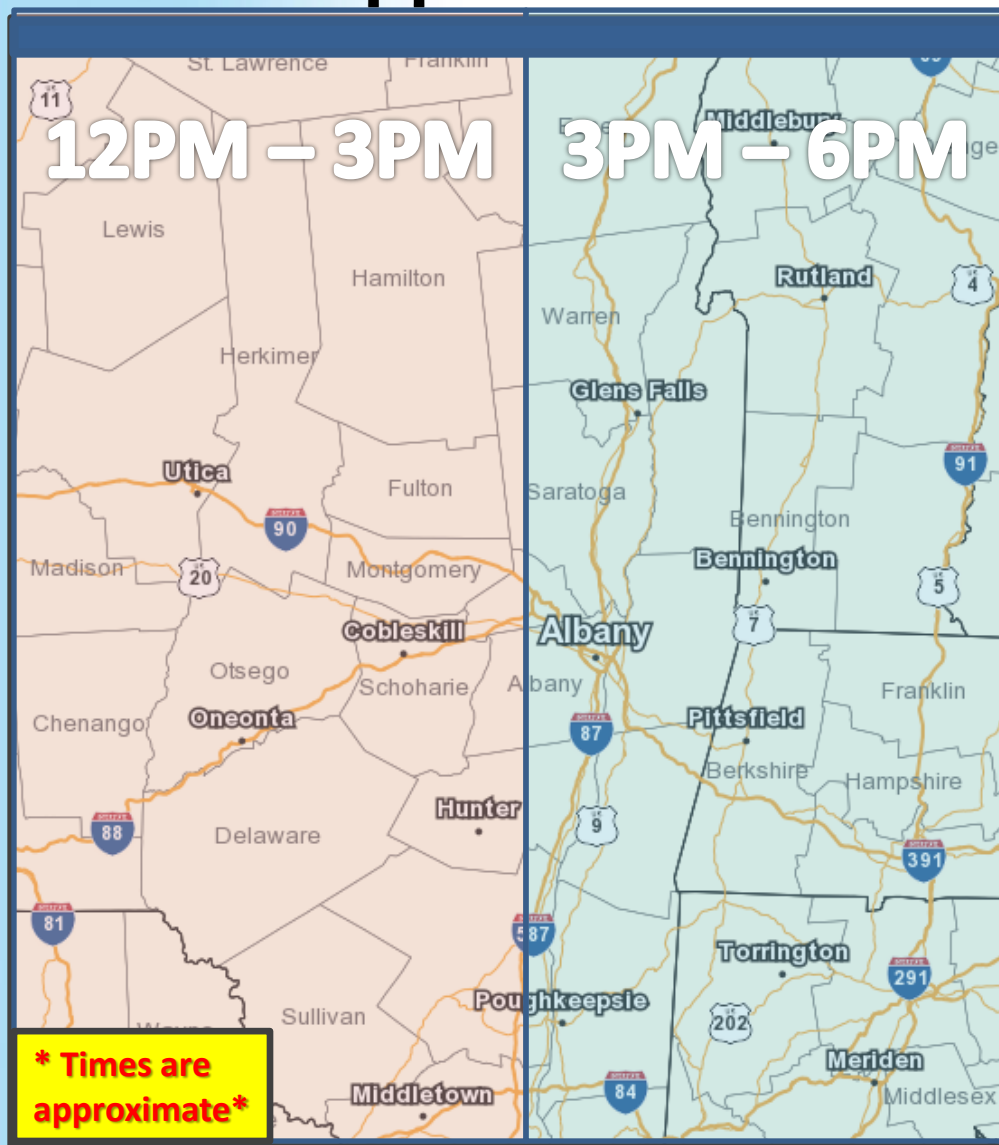 St. Lawrence
Franklin
11
12PM – 3PM
3PM – 6PM
Middlebury
Lewis
Hamilton
Rutland
4
Warren
Herkimer
Glens Falls
Utica
91
Fulton
Saratoga
90
Bennington
Madison
20
Montgomery
Bennington
5
7
Cobleskill
Albany
Otsego
Schoharie
Albany
Franklin
Chenango
Oneonta
Pittsfield
87
Berkshire
Hampshire
Hunter
88
Delaware
9
391
81
587
Torrington
291
Poughkeepsie
Sullivan
202
Wayne
* Times are
approximate*
Meriden
Middletown
84
Middlesex